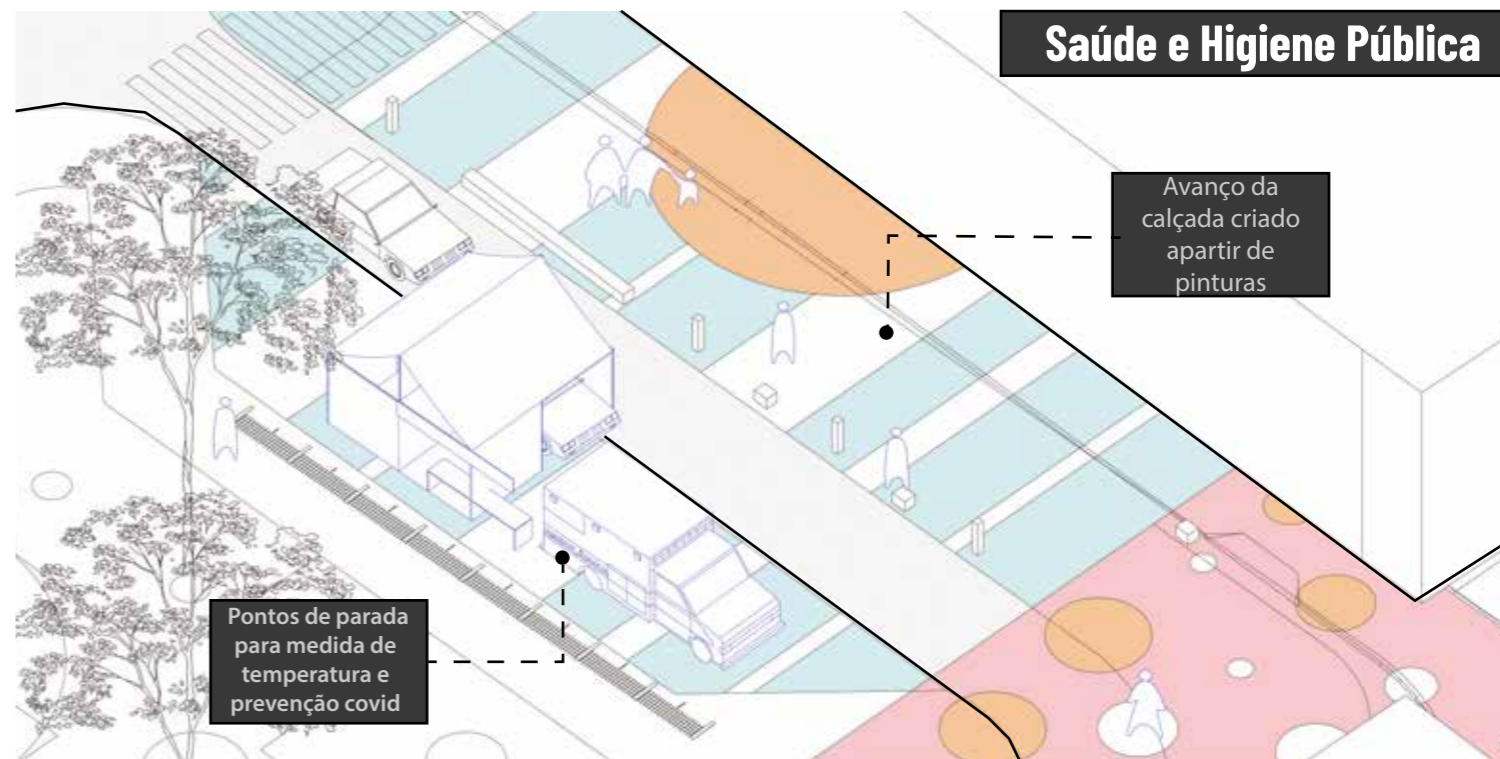 Saúde e Higiene Pública
Avanço da
calçada criado
apartir de
pinturas
Pontos de parada
para medida de
temperatura e
prevenção covid